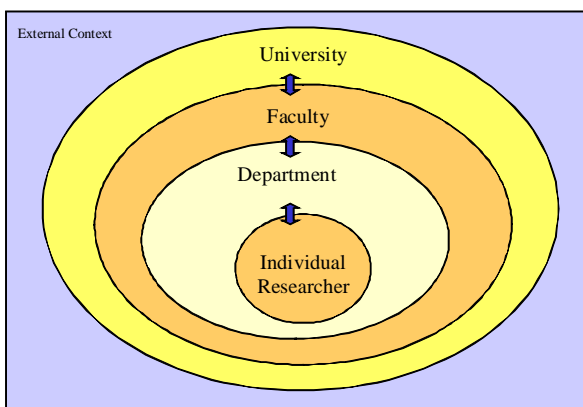 External Context
University
Faculty
Department
Individual
Researcher